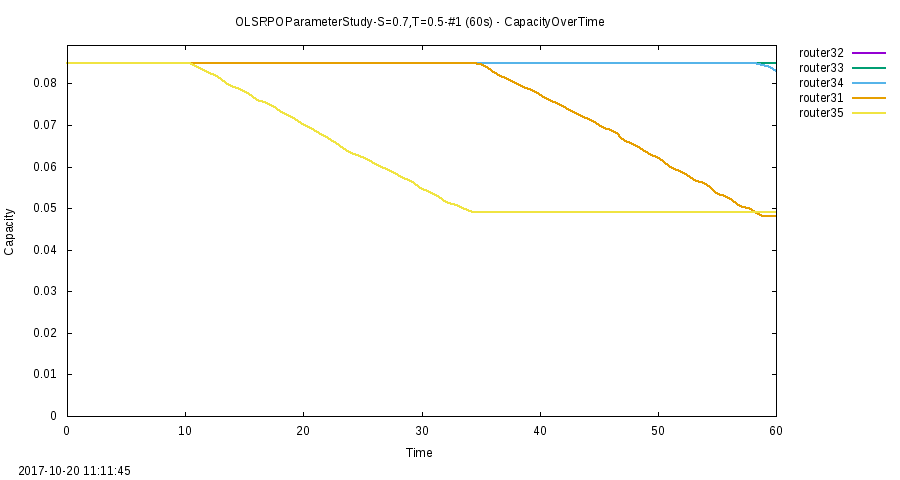 OLSRPOParameterStudy-S=0.7,T=0.5-#1 (60s) - CapacityOverTime
router32
router33
router34
router31
router35
0.08
0.07
0.06
0.05
0.04
0.03
0.02
0.01
0
Capacity
0 10 20 30 40 50 60
Time
2017-10-20 11:11:45